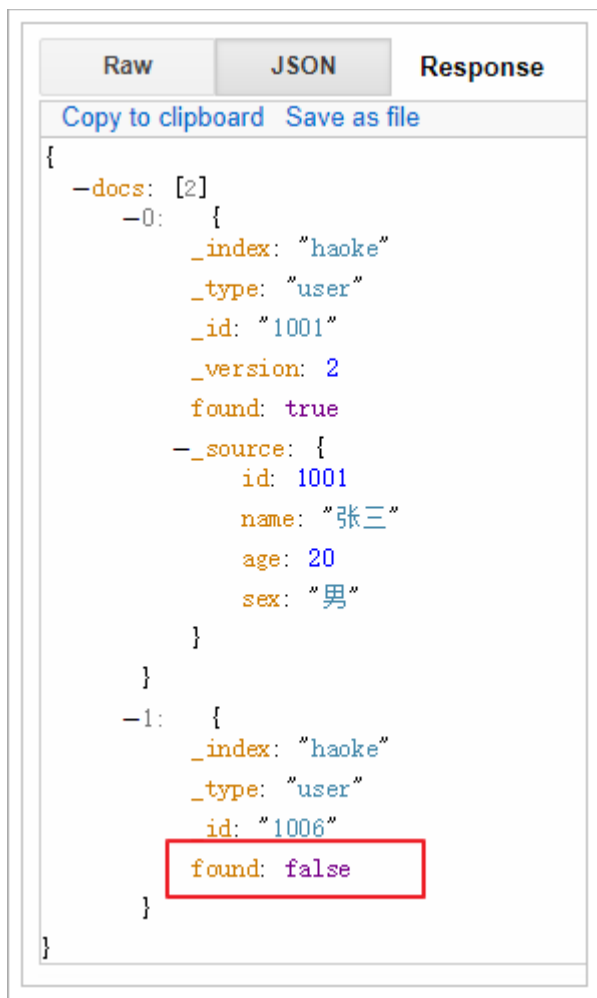 Raw JSON Response
Copy to clipboard Save as file
{
−docs: [2]
−0: {
_index: "haoke"
_type: "user"
_id: "1001"
_version: 2
found: true
−_source: {
id: 1001
name: "张三"
age: 20
sex: "男"
}
}
−1: {
_index: "haoke"
_type: "user"
_id: "1006"
found: false
}
}